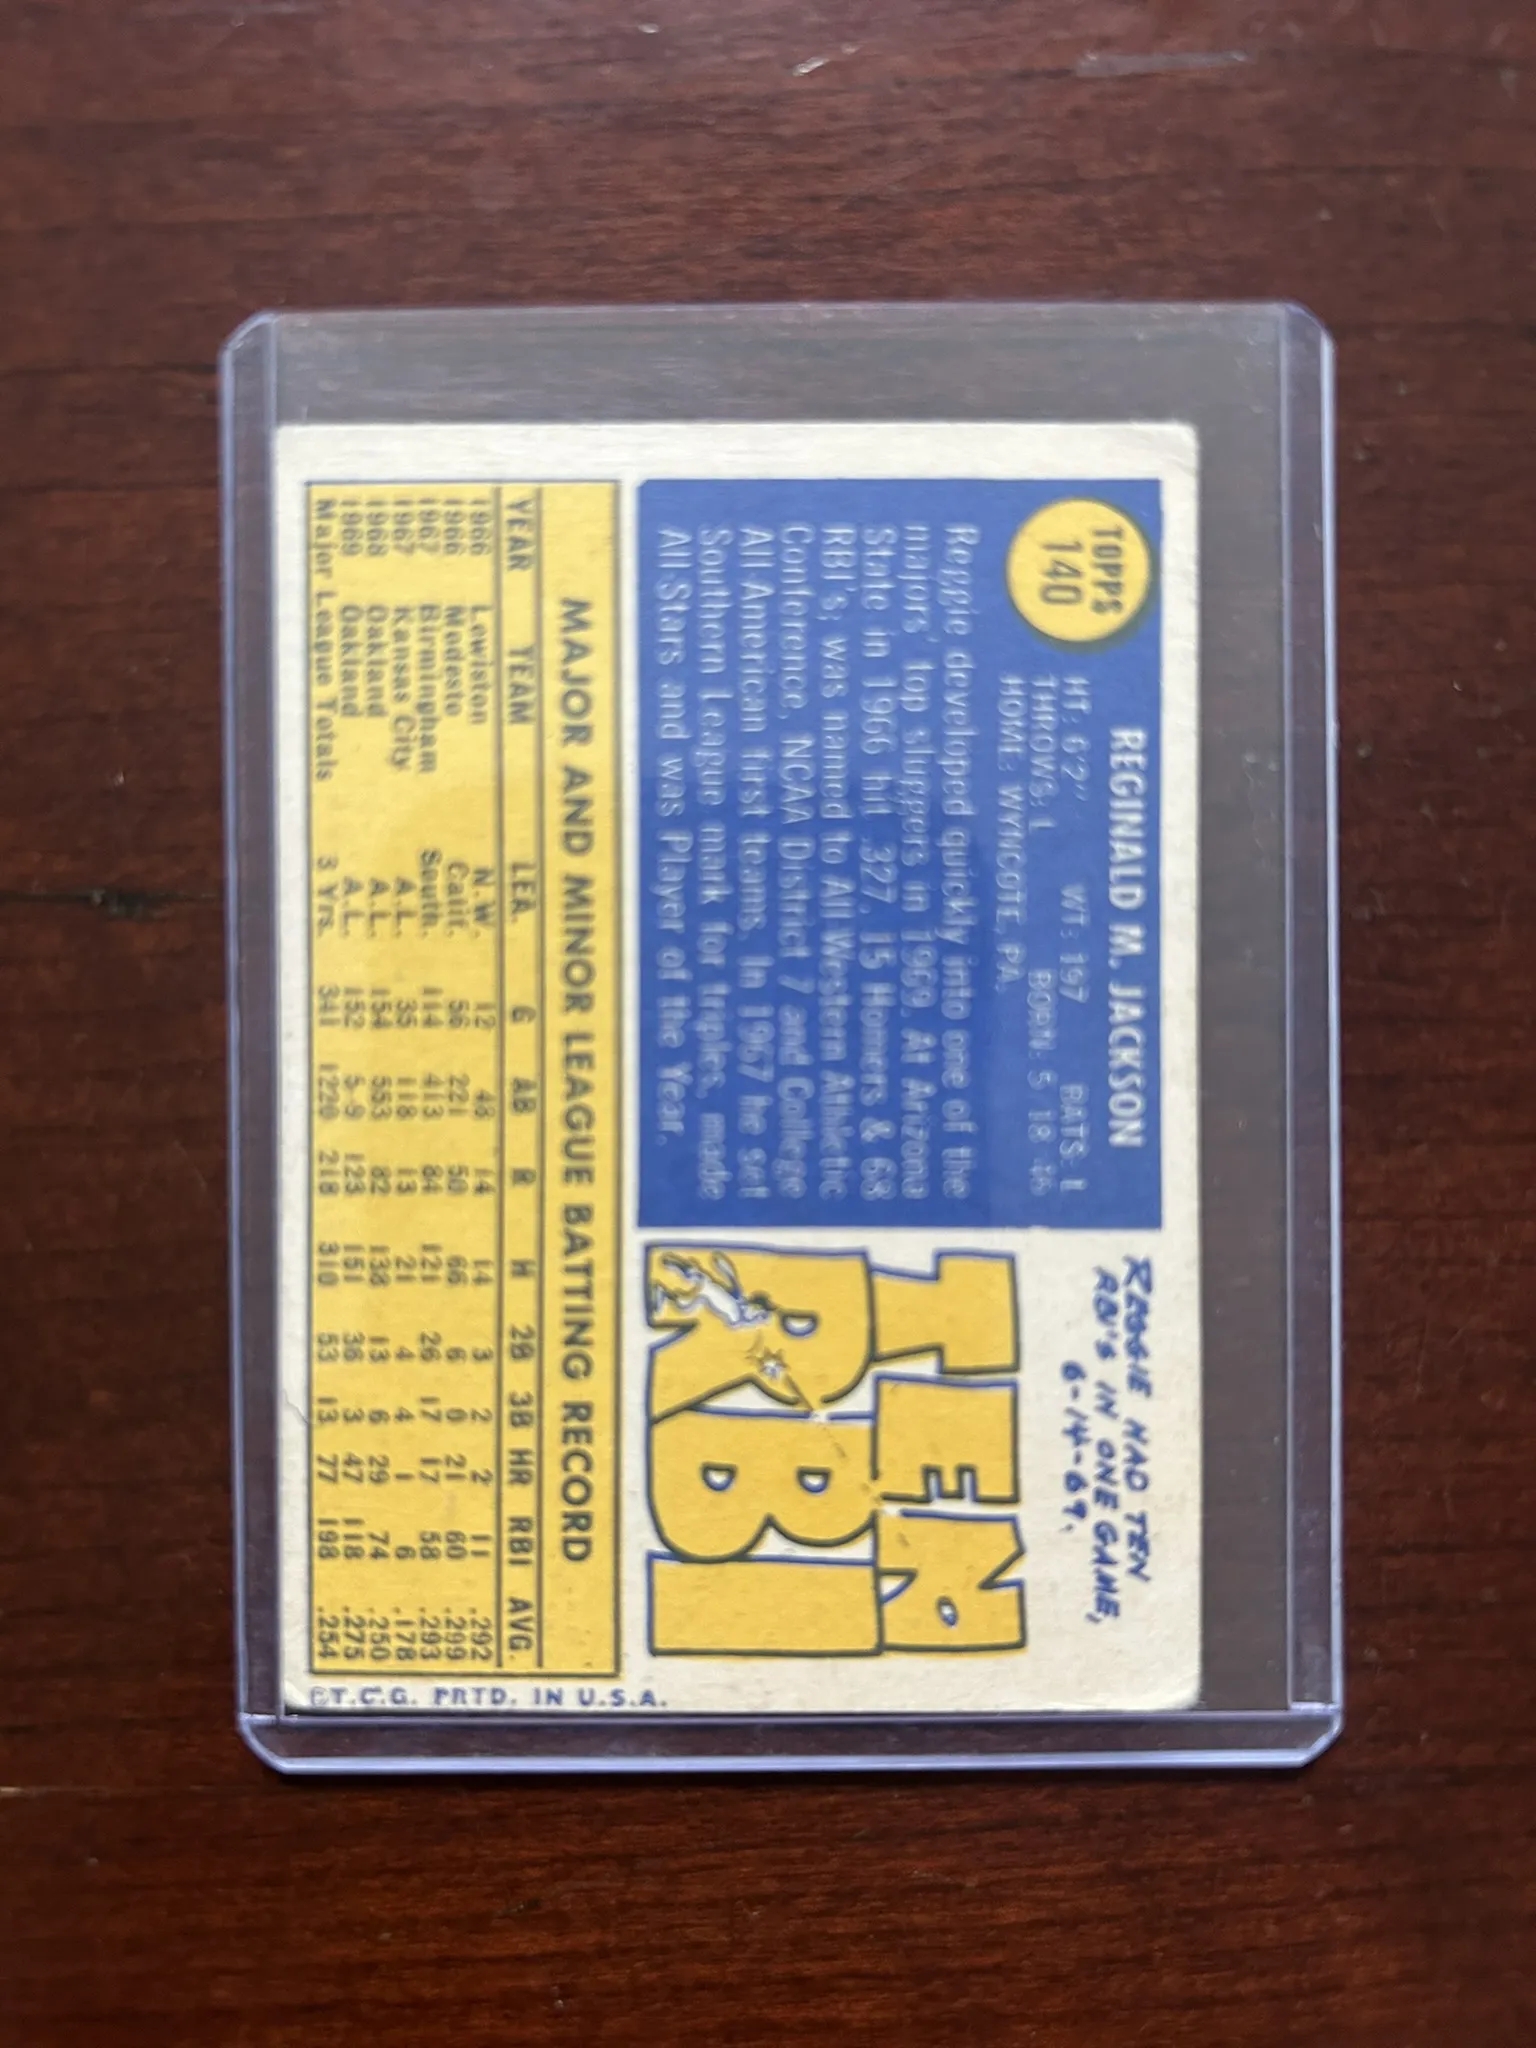 TOPPS
140
REGINALD M. JACKSON
HT: 6'2" WT: 197 BATS: L
THROWS: L BORN: 5-18-46
HOME: WYNCOTE, PA.
Reggie developed quickly into one of the
majors' top sluggers in 1969. At Arizona
State in 1966 hit .327, 15 Homers & 68
RBI's, was named to All Western Athletic
Conference, NCAA District 7 and College
All American first teams. In 1967 he set
Southern League mark for triples, made
All Stars and was Player of the Year.
REGGIE HAD TEN
RBI'S IN ONE GAME,
6-14-69.
TEN
RBI
MAJOR AND MINOR LEAGUE BATTING RECORD
YEAR TEAM LEA. G AB R H 2B 3B HR RBI AVG.
1966 Lewiston N.W. 12 48 14 14 3 2 2 11 .292
1966 Modesto Calif. 56 221 50 66 6 0 21 60 .299
1967 Birmingham South. 114 413 84 121 26 17 17 58 .293
1967 Kansas City A.L. 35 118 13 21 4 4 1 6 .178
1968 Oakland A.L. 154 553 82 138 13 6 29 74 .250
1969 Oakland A.L. 152 5-9 123 151 36 3 47 118 .275
Major League Totals 3 Yrs. 341 1220 218 310 53 13 77 198 .254
©T.C.G. PRTD. IN U.S.A.